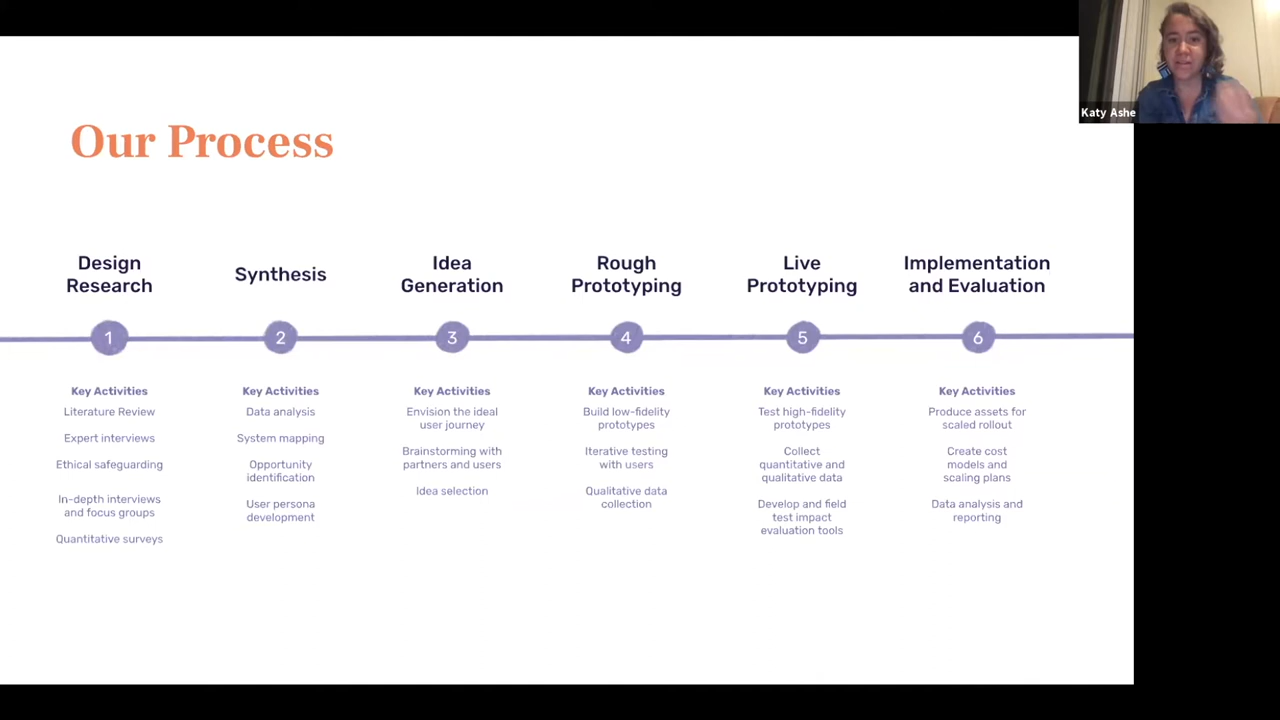 Katy Ashe
Our Process
Design
Research
Synthesis
Idea
Generation
Rough
Prototyping
Live
Prototyping
Implementation
and Evaluation
1
2
3
4
5
6
Key Activities
Literature Review
Expert interviews
Ethical safeguarding
In-depth interviews
and focus groups
Quantitative surveys
Key Activities
Data analysis
System mapping
Opportunity
identification
User persona
development
Key Activities
Envision the ideal
user journey
Brainstorming with
partners and users
Idea selection
Key Activities
Build low-fidelity
prototypes
Iterative testing
with users
Qualitative data
collection
Key Activities
Test high-fidelity
prototypes
Collect
quantitative and
qualitative data
Develop and field
test impact
evaluation tools
Key Activities
Produce assets for
scaled rollout
Create cost
models and
scaling plans
Data analysis and
reporting